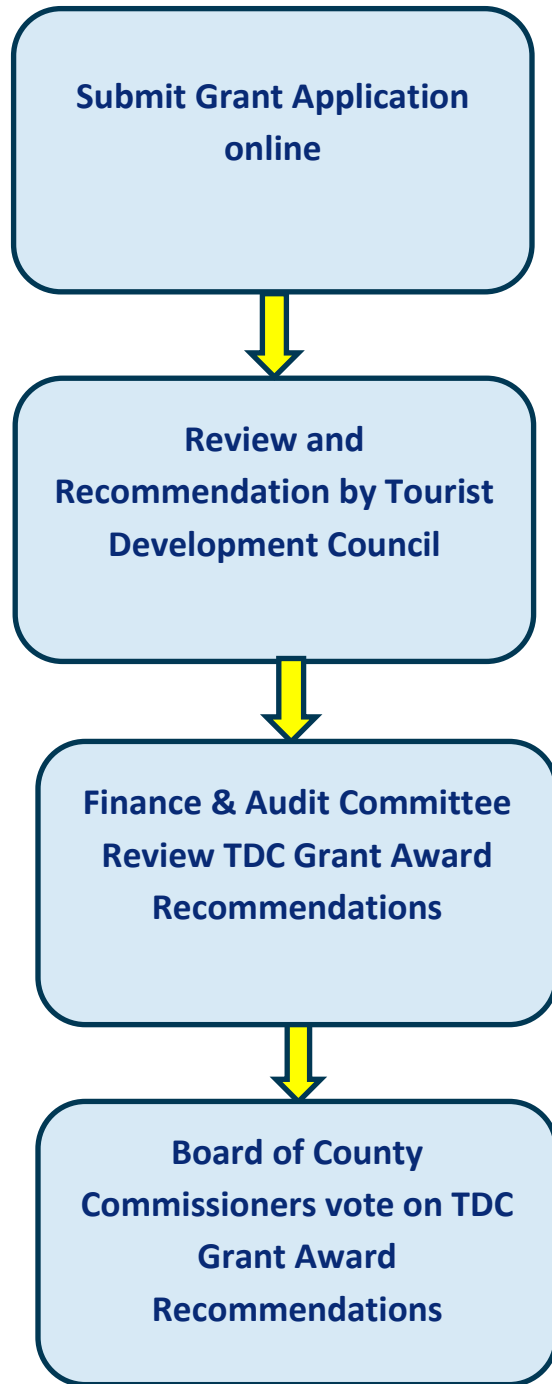 Submit Grant Application
online
Review and
Recommendation by Tourist
Development Council
Finance & Audit Committee
Review TDC Grant Award
Recommendations
Board of County
Commissioners vote on TDC
Grant Award
Recommendations